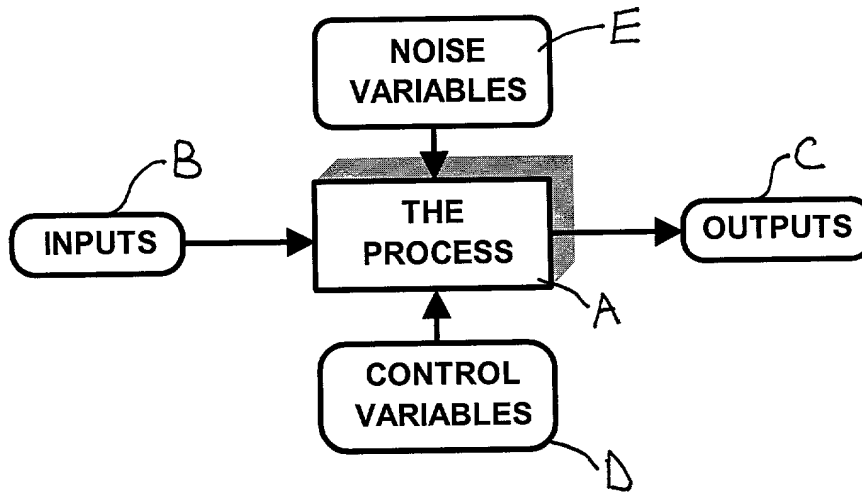 NOISE
VARIABLES
E
B
C
INPUTS
THE
PROCESS
OUTPUTS
A
CONTROL
VARIABLES
D